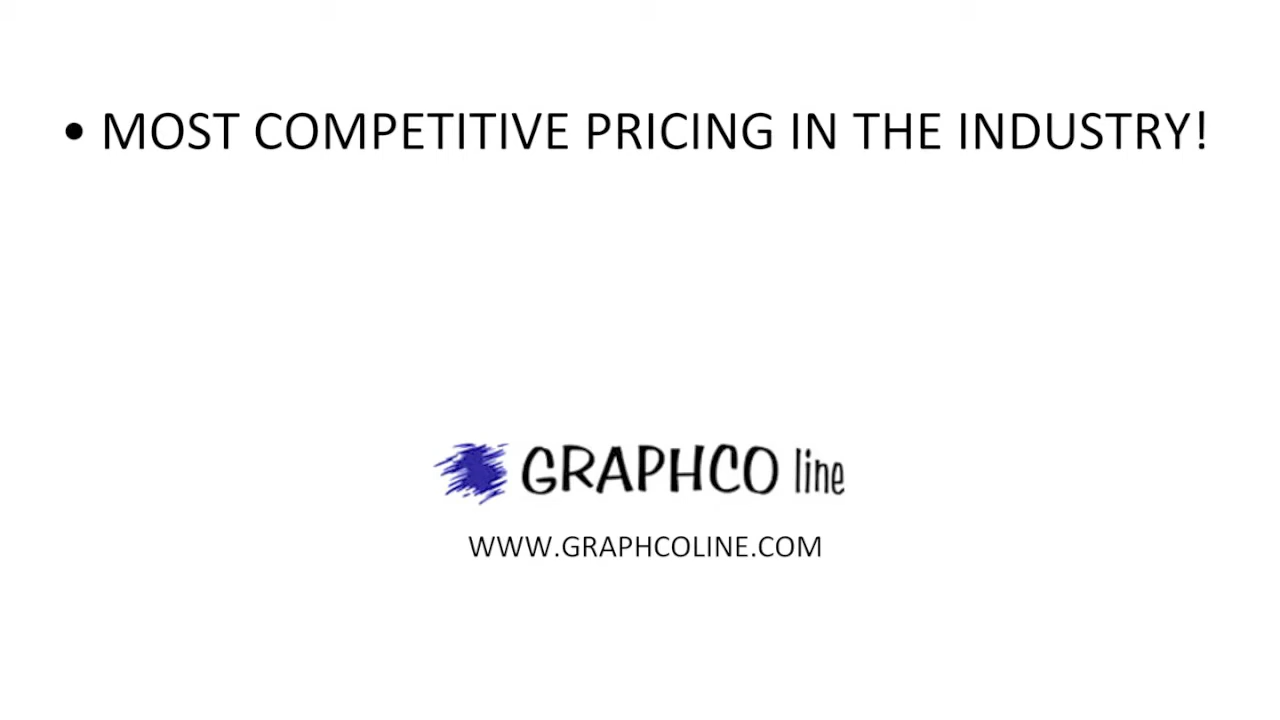 • MOST COMPETITIVE PRICING IN THE INDUSTRY!
GRAPHCO line
WWW.GRAPHCOLINE.COM